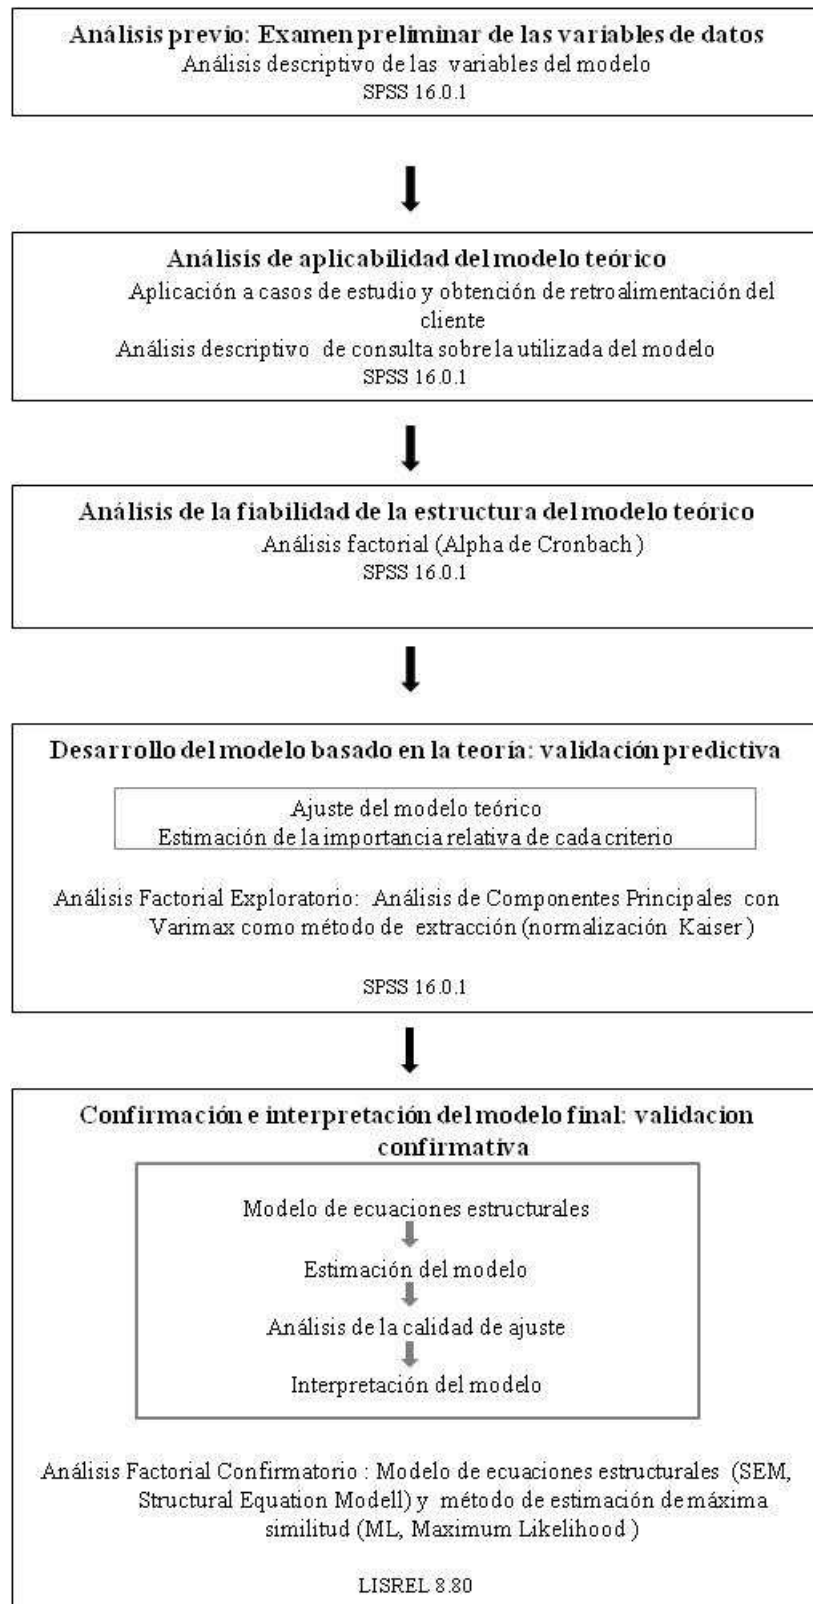 Análisis previo: Examen preliminar de las variables de datos
Análisis descriptivo de las variables del modelo
SPSS 16.0.1
Análisis de aplicabilidad del modelo teórico
Aplicación a casos de estudio y obtención de retroalimentación del
cliente
Análisis descriptivo de consulta sobre la utilizada del modelo
SPSS 16.0.1
Análisis de la fiabilidad de la estructura del modelo teórico
Análisis factorial (Alpha de Cronbach )
SPSS 16.0.1
Desarrollo del modelo basado en la teoría: validación predictiva
Ajuste del modelo teórico
Estimación de la importancia relativa de cada criterio
Análisis Factorial Exploratorio: Análisis de Componentes Principales con
Varimax como método de extracción (normalización Kaiser )
SPSS 16.0.1
Confirmación e interpretación del modelo final: validacion
confirmativa
Modelo de ecuaciones estructurales
Estimación del modelo
Análisis de la calidad de ajuste
Interpretación del modelo
Análisis Factorial Confirmatorio : Modelo de ecuaciones estructurales (SEM,
Structural Equation Modell) y método de estimación de máxima
similitud (ML, Maximum Likelihood )
LISREL 8.80